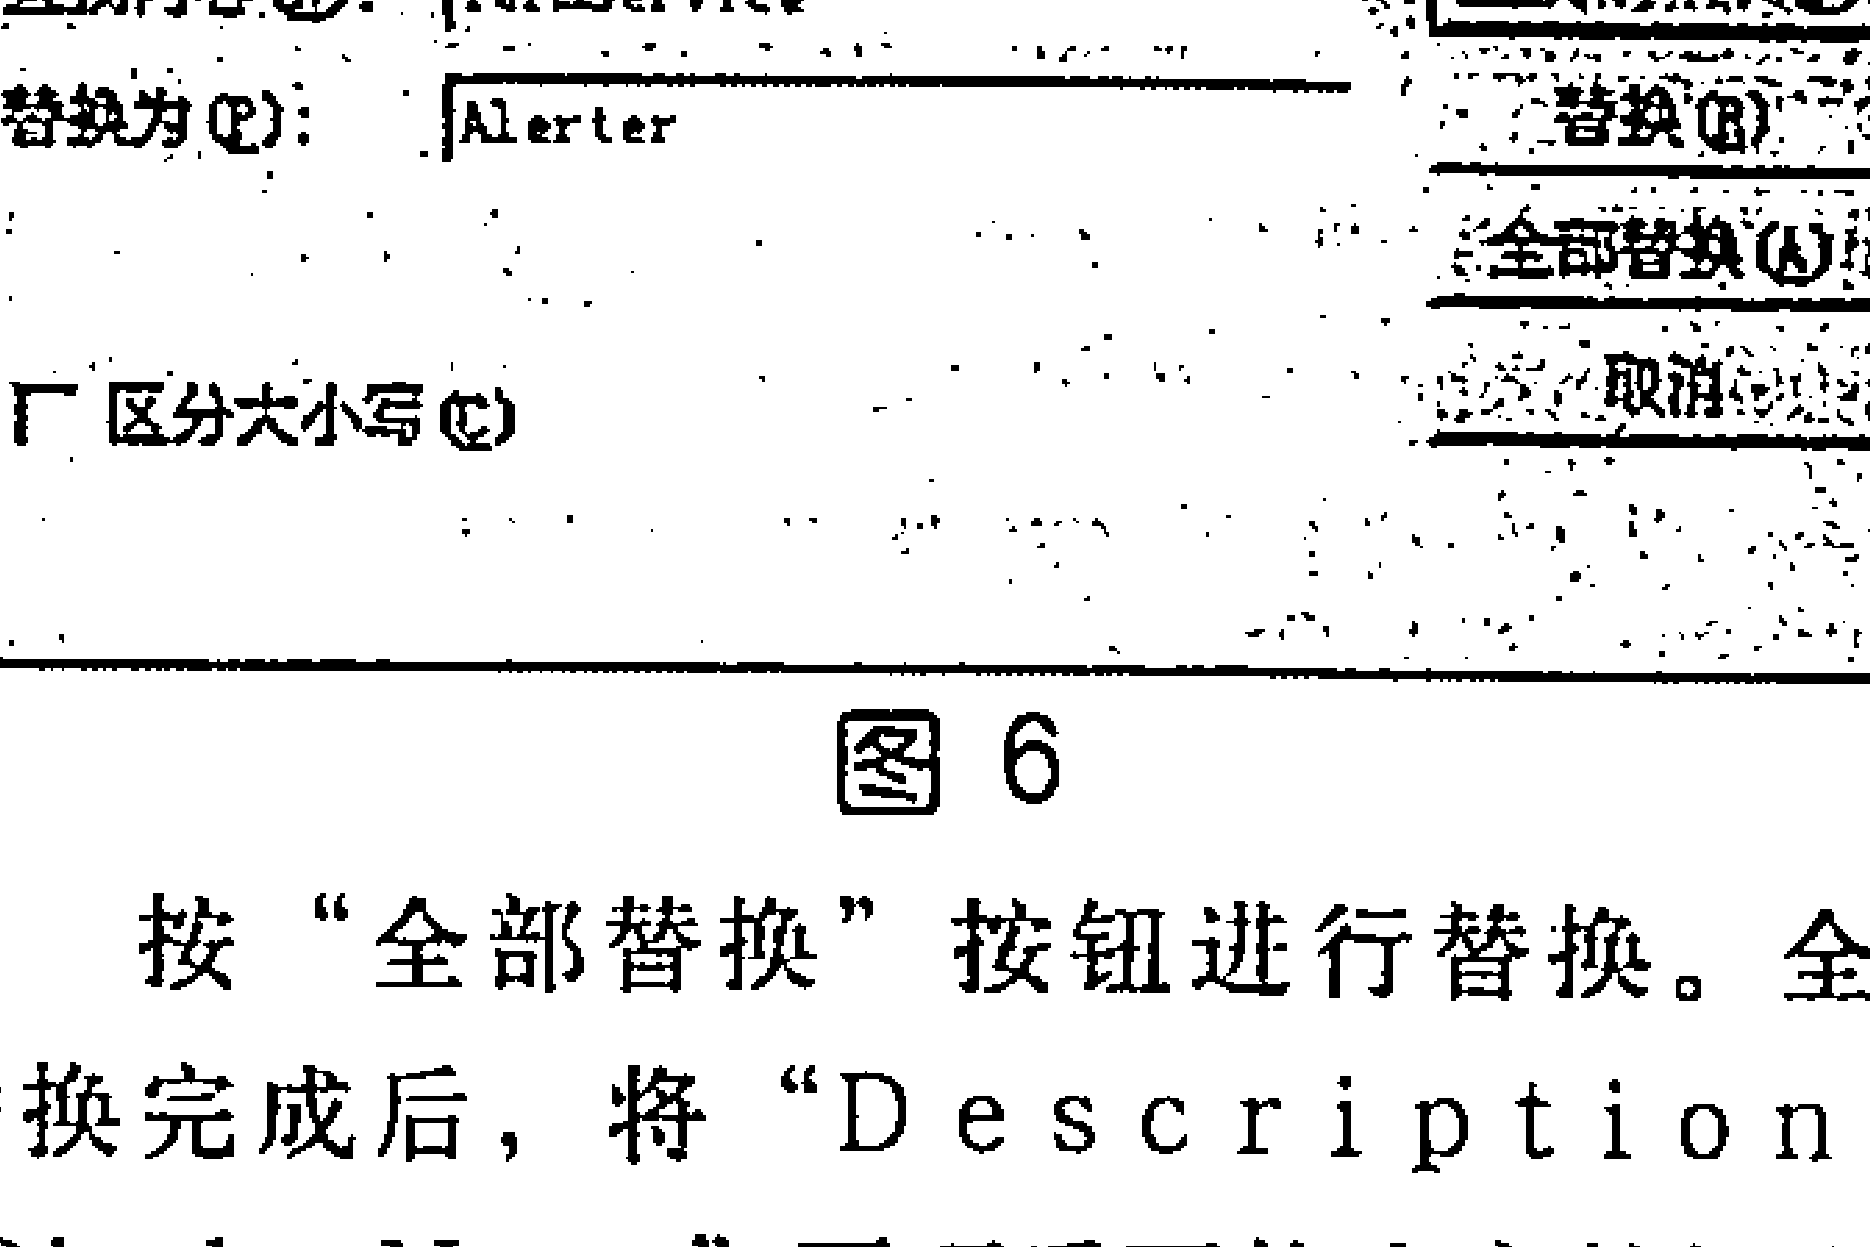 替换为(P): Alerter 替换(R)
全部替换(A)
取消
区分大小写(C)
图 6
按“全部替换”按钮进行替换。全
换完成后，将“Description